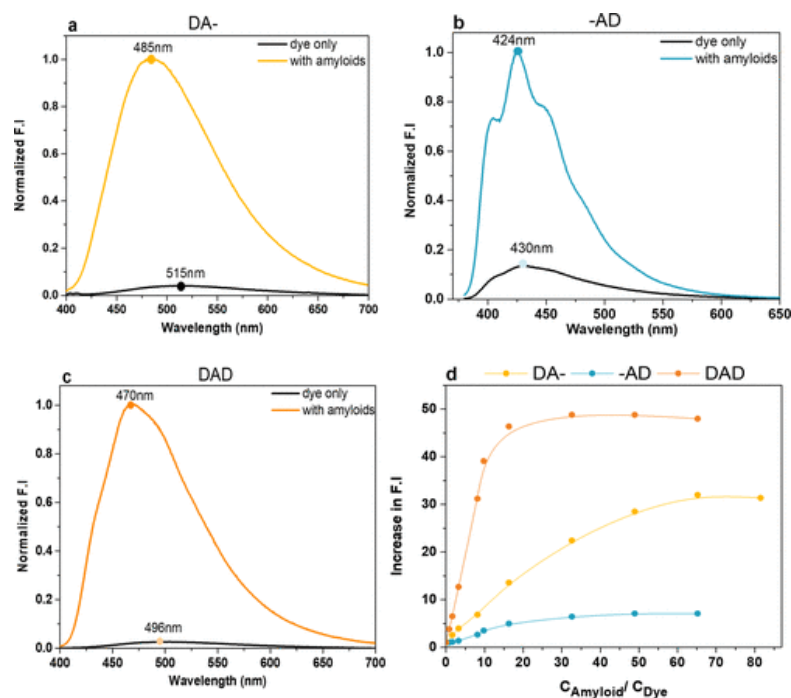 a
DA-
485nm
dye only
with amyloids
1.0
0.8
0.6
0.4
0.2
0.0
Normalized F.I
515nm
400 450 500 550 600 650 700
Wavelength (nm)
b
-AD
424nm
dye only
with amyloids
1.0
0.8
0.6
0.4
0.2
0.0
Normalized F.I
430nm
400 450 500 550 600 650
Wavelength (nm)
c
DAD
470nm
dye only
with amyloids
1.0
0.8
0.6
0.4
0.2
0.0
Normalized F.I
496nm
400 450 500 550 600 650 700
Wavelength (nm)
d
DA- -AD DAD
50
40
30
20
10
0
Increase in F.I
0 10 20 30 40 50 60 70 80
CAmyloid/ CDye